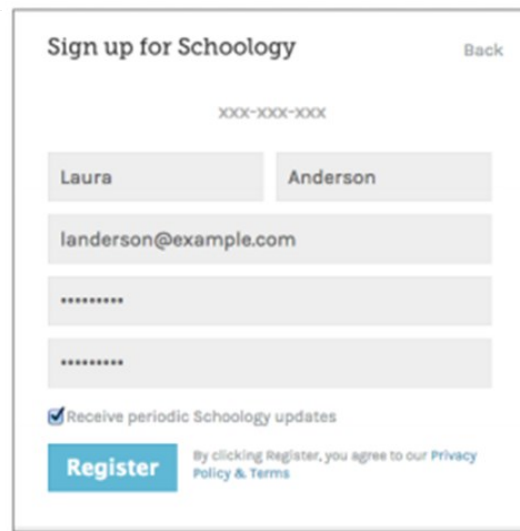 Sign up for Schoology Back
xxx-xxx-xxx
Laura Anderson
landerson@example.com
•••••••••
•••••••••
Receive periodic Schoology updates
Register By clicking Register, you agree to our Privacy
Policy & Terms